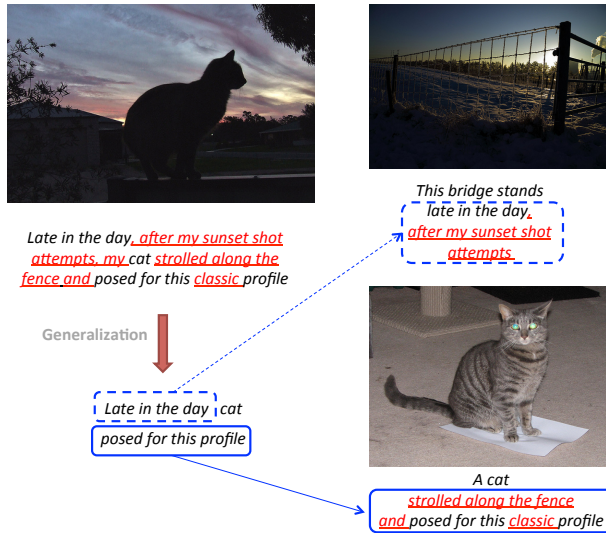 Late in the day, after my sunset shot
attempts, my cat strolled along the
fence and posed for this classic profile
Generalization
Late in the day cat
posed for this profile
This bridge stands
late in the day,
after my sunset shot
attempts
A cat
strolled along the fence
and posed for this classic profile